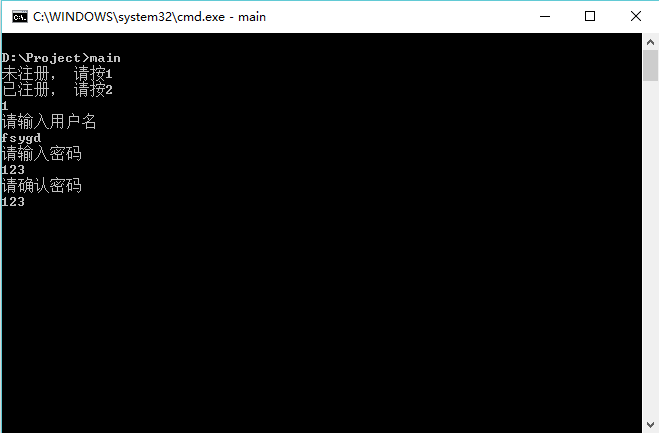 C:\WINDOWS\system32\cmd.exe - main
D:\Project>main
未注册， 请按1
已注册， 请按2
1
请输入用户名
fsygd
请输入密码
123
请确认密码
123